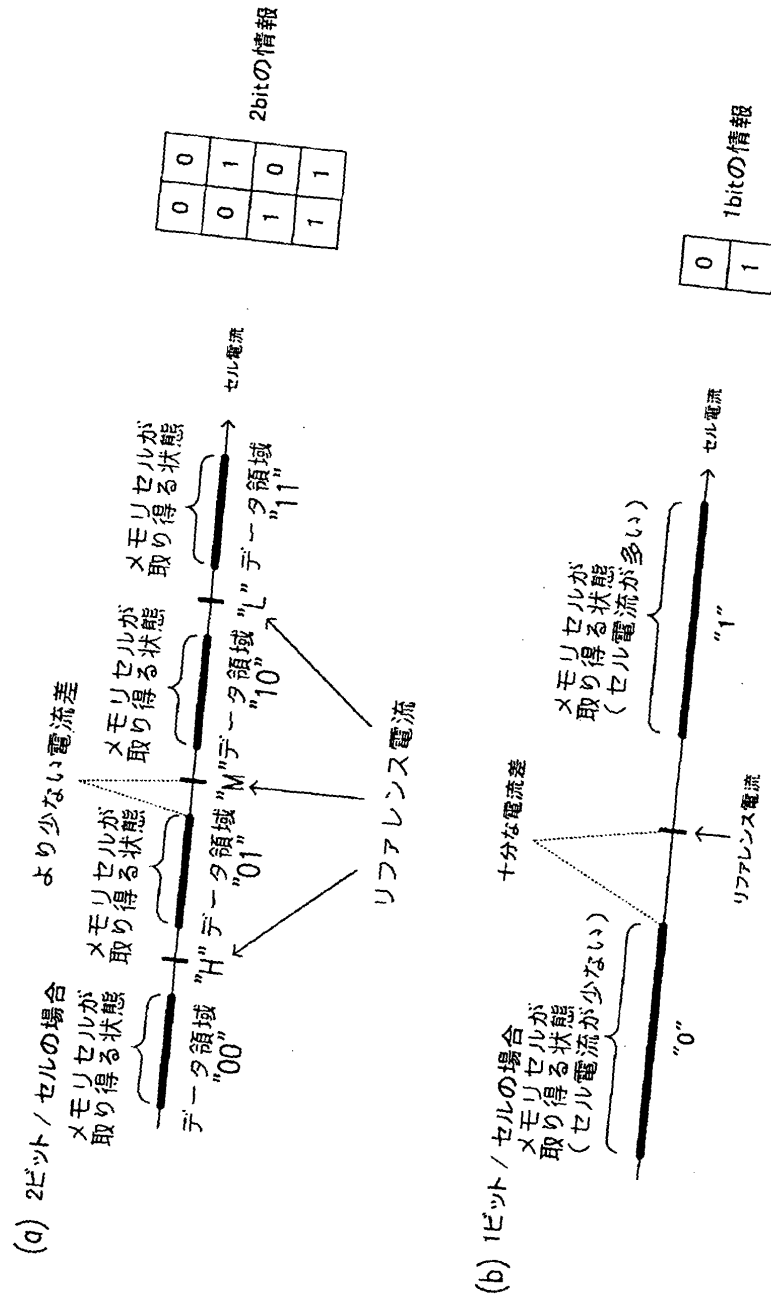 (a) 2ビット / セルの場合
より少ない電流差
メモリセルが
取り得る状態
メモリセルが
取り得る状態
メモリセルが
取り得る状態
メモリセルが
取り得る状態
セル電流
データ領域
"00"
"H"
データ領域
"01"
"M"
データ領域
"10"
"L"
データ領域
"11"
リファレンス電流
0 0
0 1
1 0
1 1
2bitの情報
(b) 1ビット / セルの場合
メモリセルが
取り得る状態
(セル電流が少ない)
十分な電流差
メモリセルが
取り得る状態
(セル電流が多い)
セル電流
"0"
リファレンス電流
"1"
0
1
1bitの情報